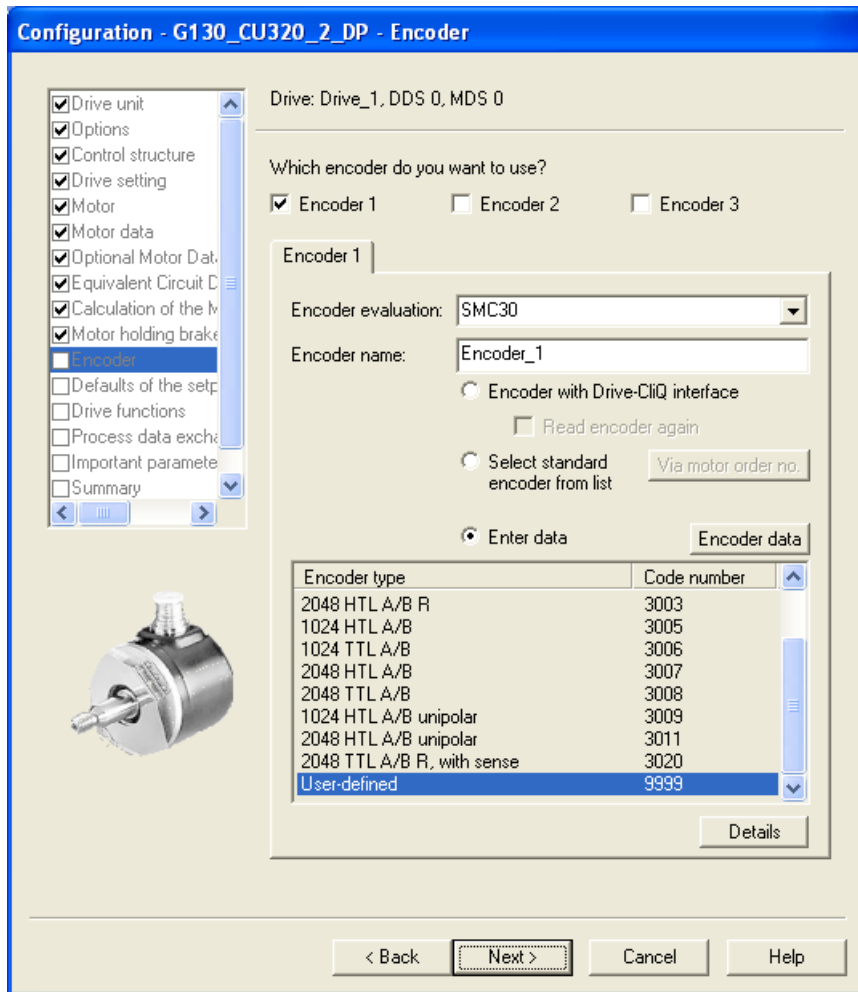 Configuration - G130_CU320_2_DP - Encoder
Drive unit
Options
Control structure
Drive setting
Motor
Motor data
Optional Motor Dat
Equivalent Circuit D
Calculation of the M
Motor holding brake
Encoder
Defaults of the setp
Drive functions
Process data excha
Important paramete
Summary
Drive: Drive_1, DDS 0, MDS 0
Which encoder do you want to use?
Encoder 1 Encoder 2 Encoder 3
Encoder 1
Encoder evaluation: SMC30
Encoder name: Encoder_1
Encoder with Drive-CliQ interface
Read encoder again
Select standard
encoder from list
Via motor order no.
Enter data Encoder data
Encoder type Code number
2048 HTL A/B R 3003
1024 HTL A/B 3005
1024 TTL A/B 3006
2048 HTL A/B 3007
2048 TTL A/B 3008
1024 HTL A/B unipolar 3009
2048 HTL A/B unipolar 3011
2048 TTL A/B R, with sense 3020
User-defined 9999
Details
< Back Next > Cancel Help